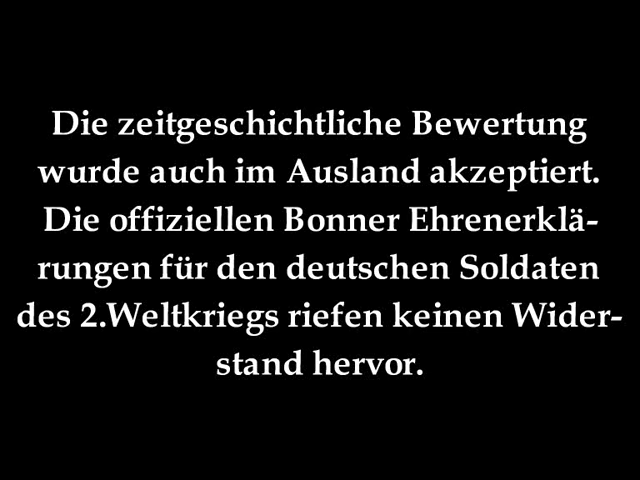 Die zeitgeschichtliche Bewertung
wurde auch im Ausland akzeptiert.
Die offiziellen Bonner Ehrenerklä-
rungen für den deutschen Soldaten
des 2.Weltkriegs riefen keinen Wider-
stand hervor.